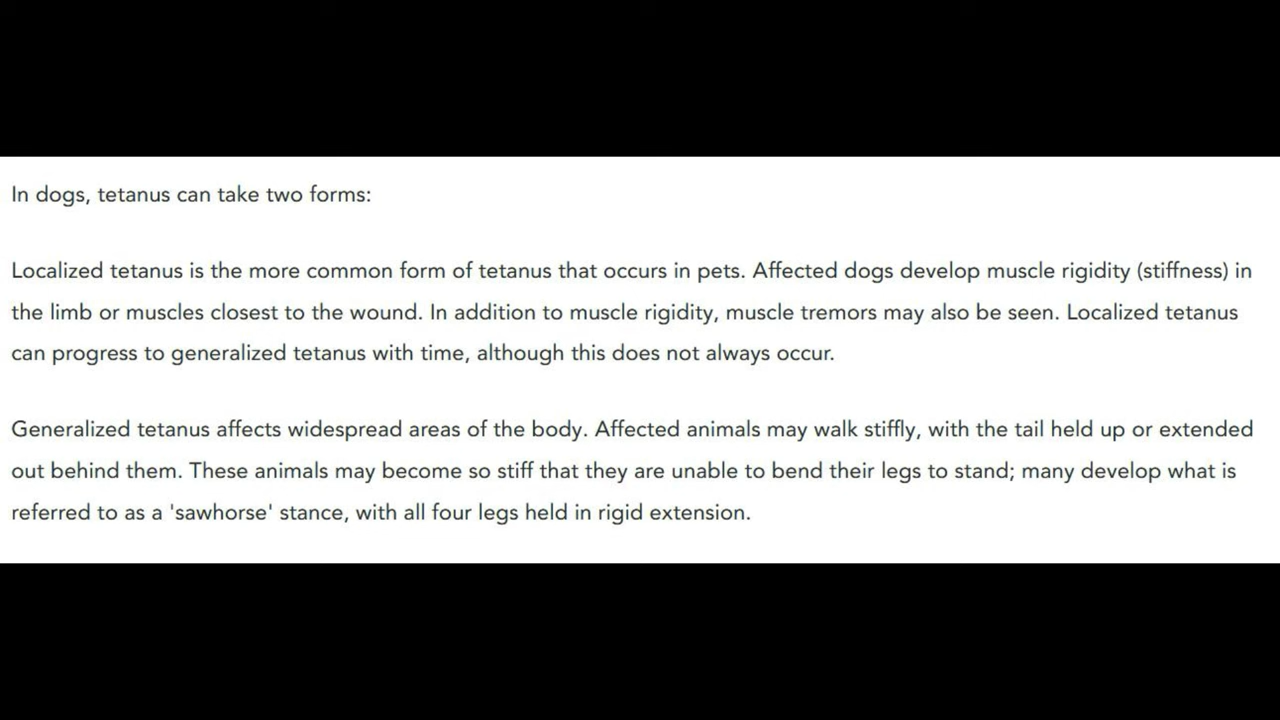 In dogs, tetanus can take two forms:
Localized tetanus is the more common form of tetanus that occurs in pets. Affected dogs develop muscle rigidity (stiffness) in
the limb or muscles closest to the wound. In addition to muscle rigidity, muscle tremors may also be seen. Localized tetanus
can progress to generalized tetanus with time, although this does not always occur.
Generalized tetanus affects widespread areas of the body. Affected animals may walk stiffly, with the tail held up or extended
out behind them. These animals may become so stiff that they are unable to bend their legs to stand; many develop what is
referred to as a 'sawhorse' stance, with all four legs held in rigid extension.